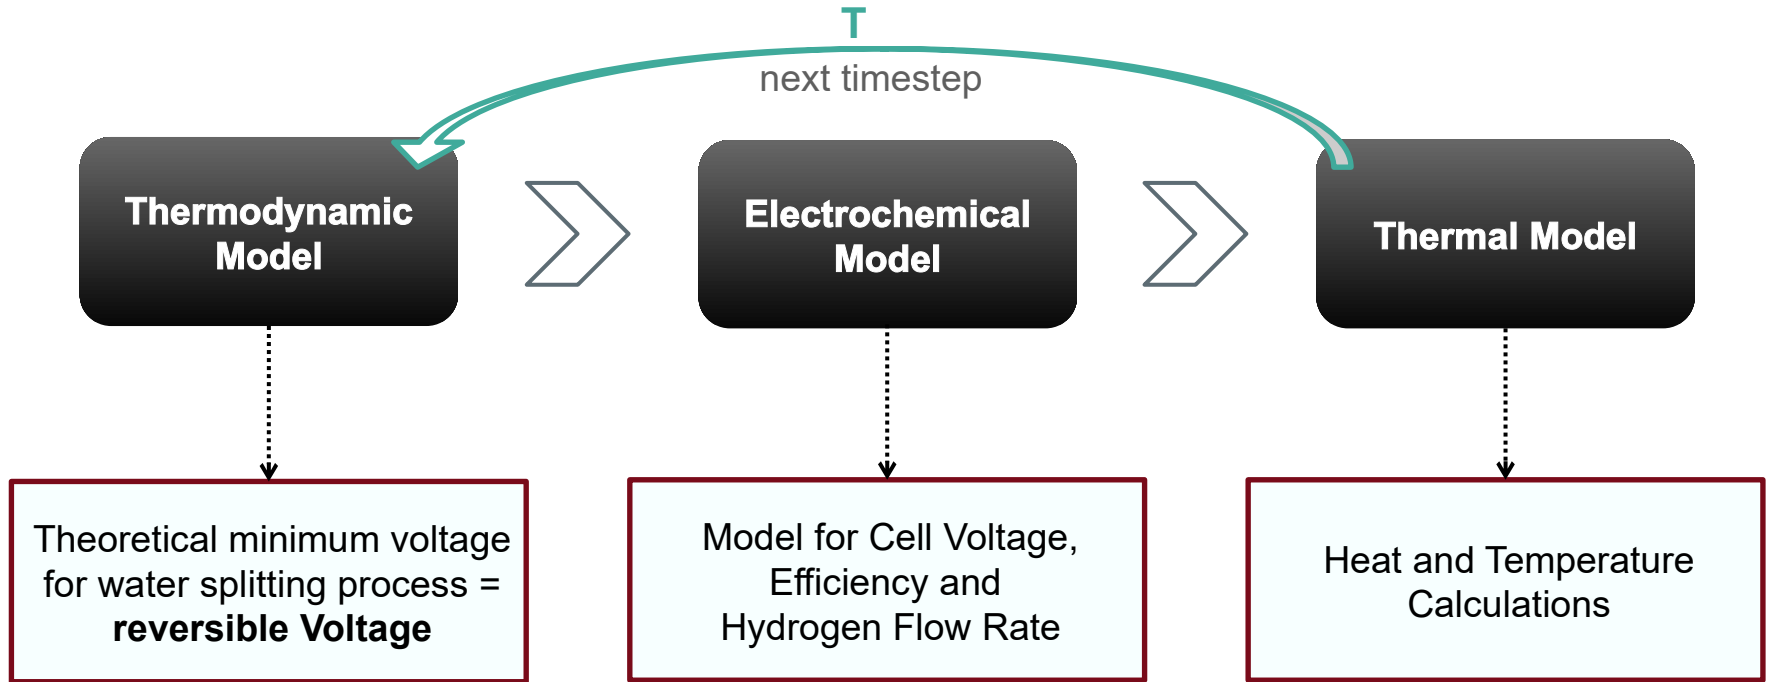 T
next timestep
Thermodynamic
Model
Electrochemical
Model
Thermal Model
Theoretical minimum voltage
for water splitting process =
reversible Voltage
Model for Cell Voltage,
Efficiency and
Hydrogen Flow Rate
Heat and Temperature
Calculations